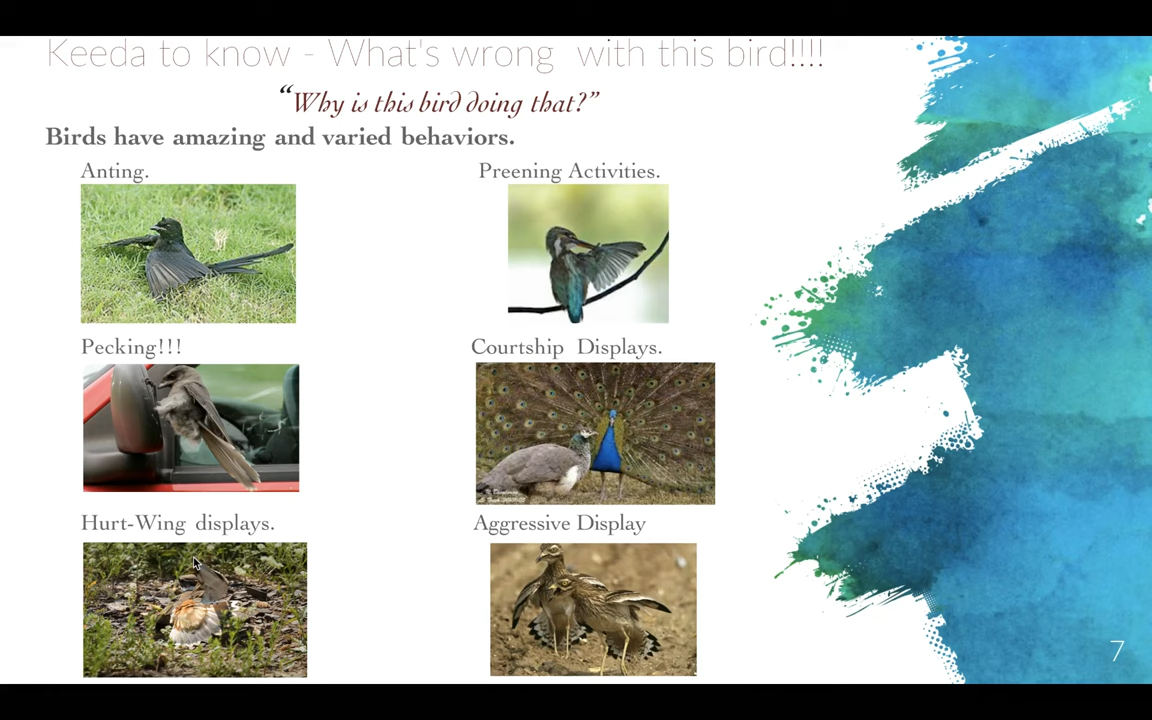 Keeda to know - What's wrong with this bird!!!!
“Why is this bird doing that?”
Birds have amazing and varied behaviors.
Anting.
Preening Activities.
Pecking!!!
Courtship Displays.
Hurt-Wing displays.
Aggressive Display
7